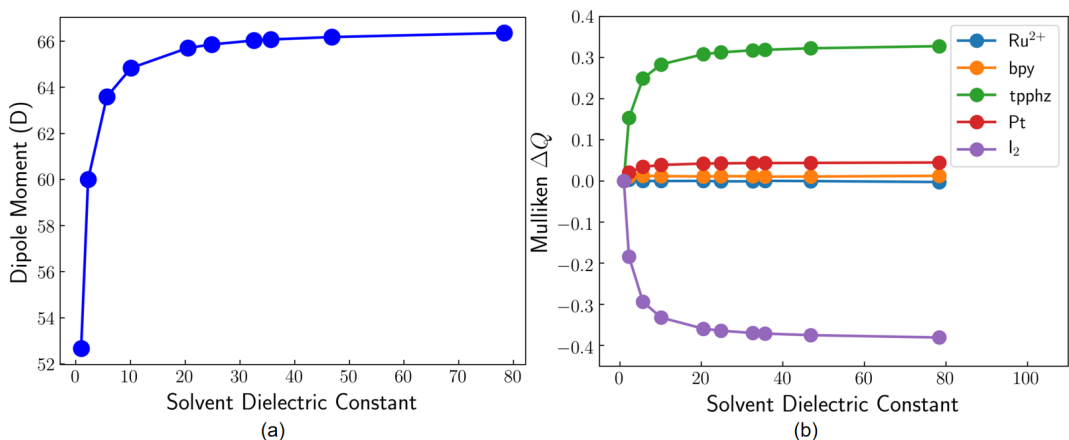 66
64
62
60
58
56
54
52
Dipole Moment (D)
0 10 20 30 40 50 60 70 80
Solvent Dielectric Constant
(a)
0.4
0.3
0.2
0.1
0.0
−0.1
−0.2
−0.3
−0.4
Mulliken ΔQ
Ru²⁺
bpy
tpphz
Pt
I₂
0 20 40 60 80 100
Solvent Dielectric Constant
(b)